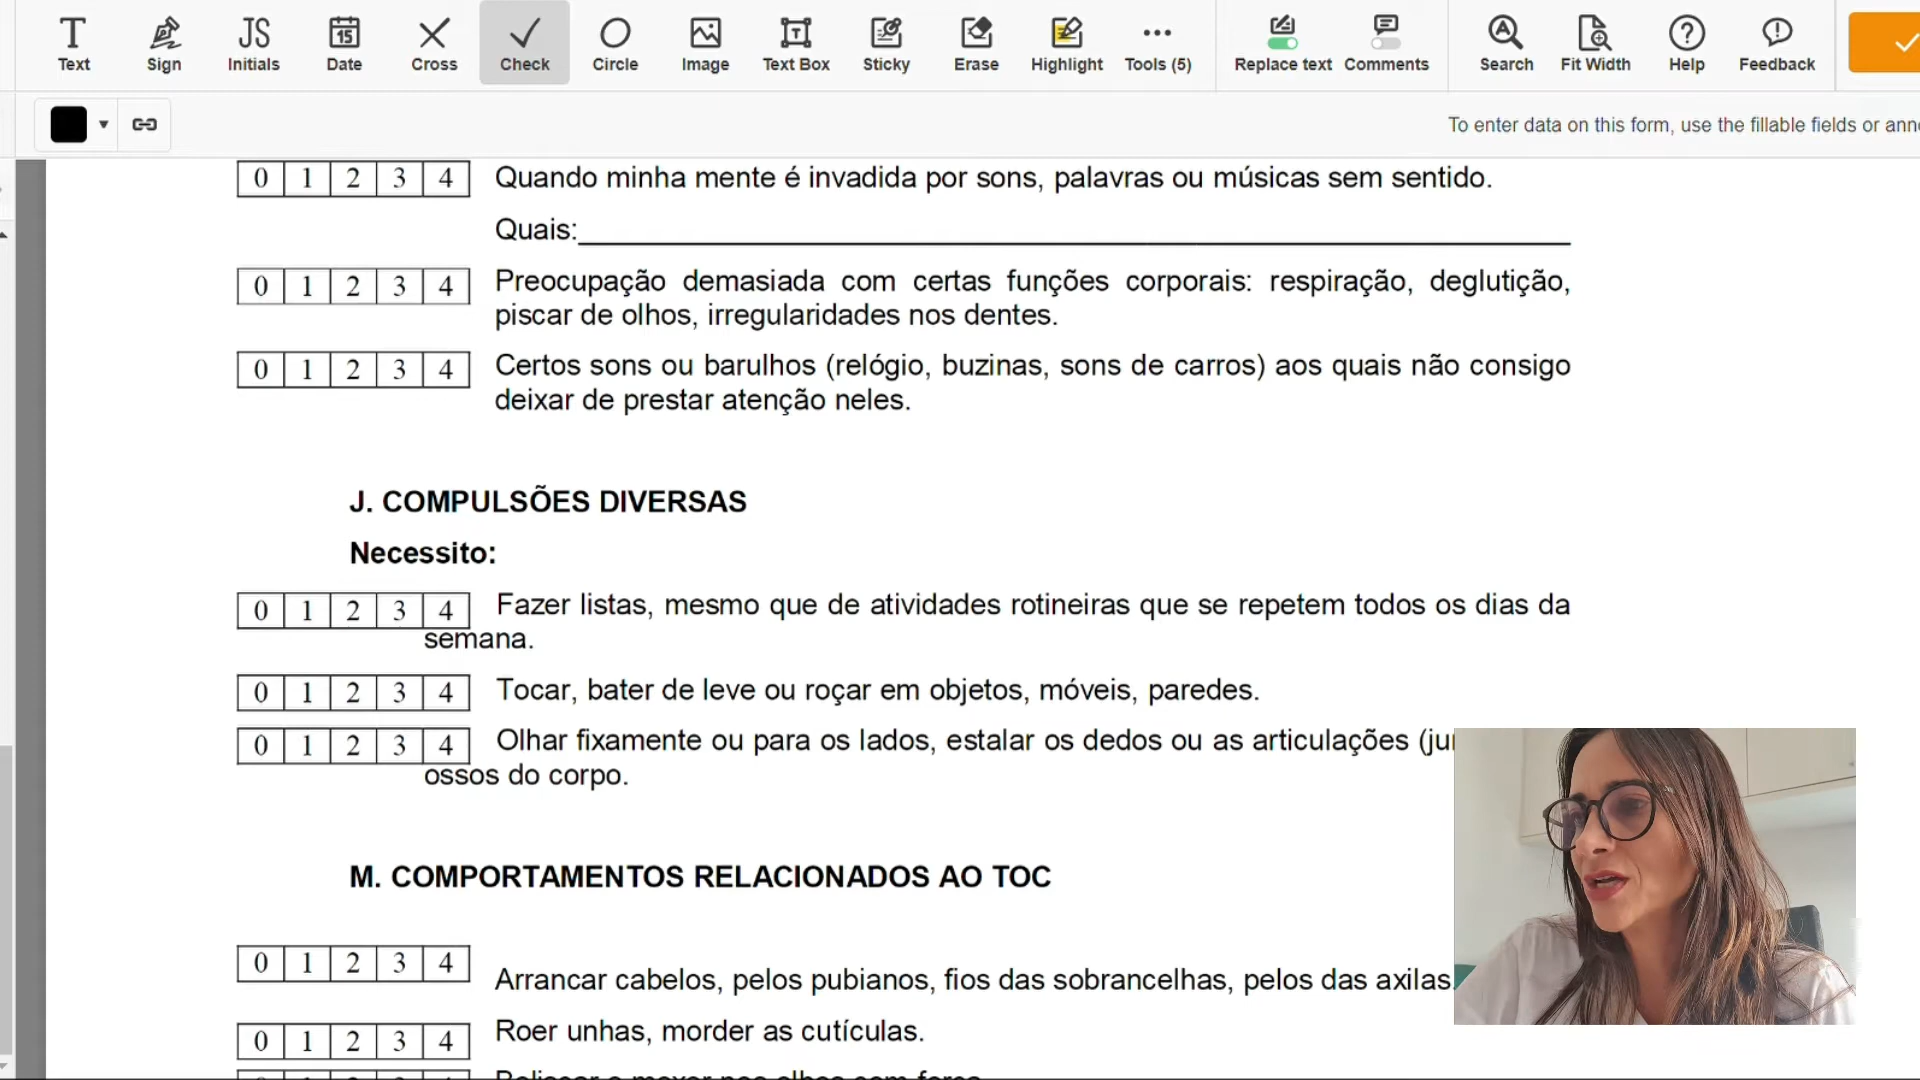 Text Sign Initials Date Cross Check Circle Image Text Box Sticky Erase Highlight Tools (5) Replace text Comments Search Fit Width Help Feedback
To enter data on this form, use the fillable fields or
0 1 2 3 4 Quando minha mente é invadida por sons, palavras ou músicas sem sentido.
Quais:
0 1 2 3 4 Preocupação demasiada com certas funções corporais: respiração, deglutição,
piscar de olhos, irregularidades nos dentes.
0 1 2 3 4 Certos sons ou barulhos (relógio, buzinas, sons de carros) aos quais não consigo
deixar de prestar atenção neles.
J. COMPULSÕES DIVERSAS
Necessito:
0 1 2 3 4 Fazer listas, mesmo que de atividades rotineiras que se repetem todos os dias da
semana.
0 1 2 3 4 Tocar, bater de leve ou roçar em objetos, móveis, paredes.
0 1 2 3 4 Olhar fixamente ou para os lados, estalar os dedos ou as articulações
ossos do corpo.
M. COMPORTAMENTOS RELACIONADOS AO TOC
0 1 2 3 4 Arrancar cabelos, pelos pubianos, fios das sobrancelhas, pelos das axilas.
0 1 2 3 4 Roer unhas, morder as cutículas.